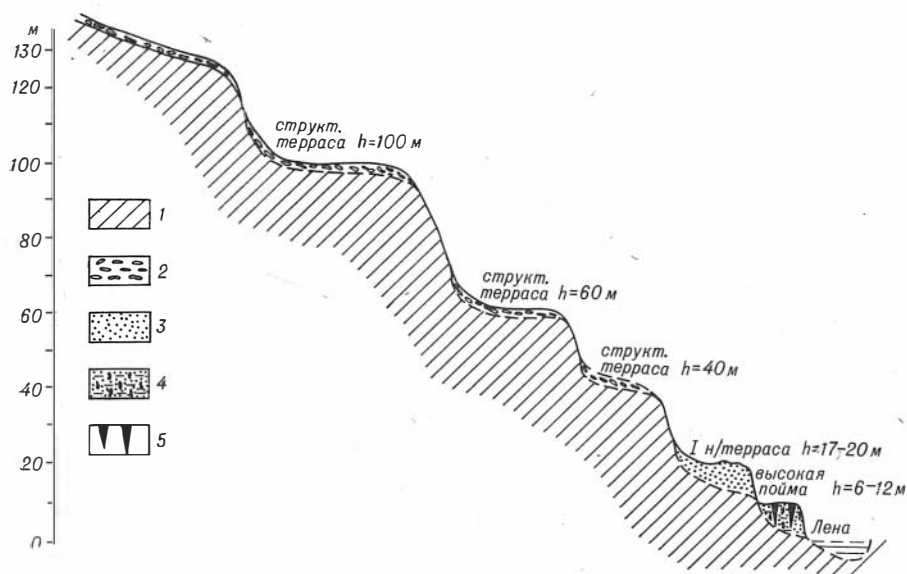 м
130
120
100
80
60
40
20
0
структ.
терраса h=100 м
структ.
терраса h=60 м
структ.
терраса h=40 м
I н/терраса h=17-20 м
высокая
пойма h=6-12 м
Лена
1
2
3
4
5